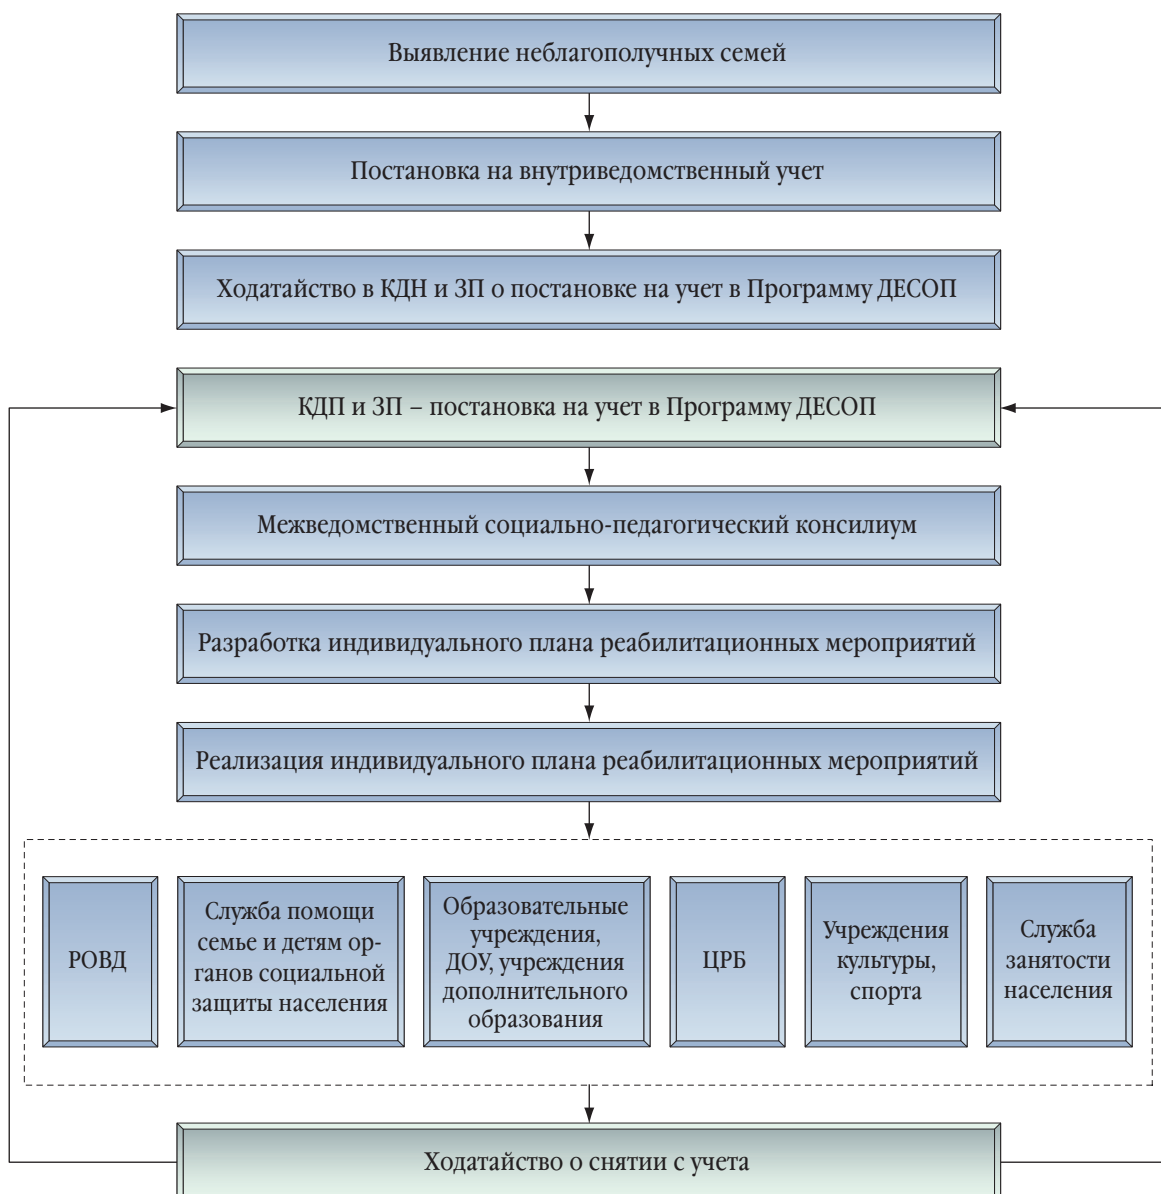 Выявление неблагополучных семей
Постановка на внутриведомственный учет
Ходатайство в КДН и ЗП о постановке на учет в Программу ДЕСОП
КДП и ЗП – постановка на учет в Программу ДЕСОП
Межведомственный социально-педагогический консилиум
Разработка индивидуального плана реабилитационных мероприятий
Реализация индивидуального плана реабилитационных мероприятий
РОВД
Служба помощи
семье и детям ор-
ганов социальной
защиты населения
Образовательные
учреждения,
ДОУ, учреждения
дополнительного
образования
ЦРБ
Учреждения
культуры,
спорта
Служба
занятости
населения
Ходатайство о снятии с учета